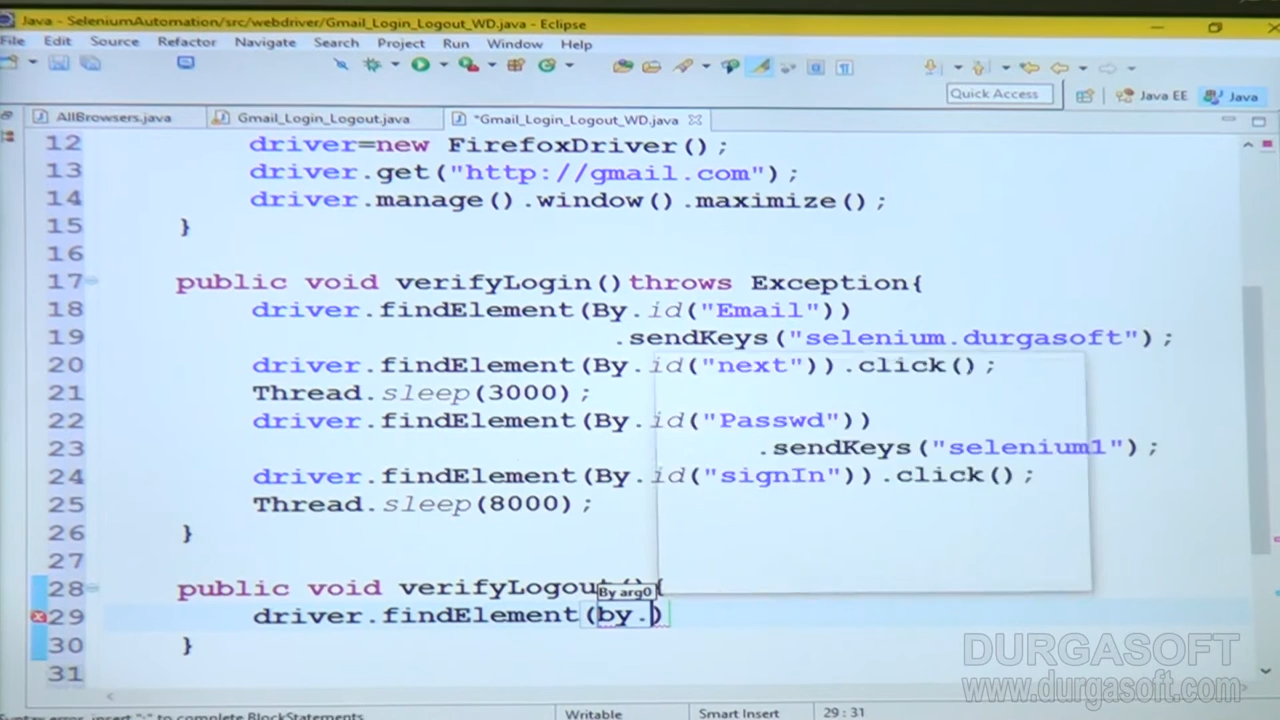 Java - SeleniumAutomation/src/webdriver/Gmail_Login_Logout_WD.java - Eclipse
File Edit Source Refactor Navigate Search Project Run Window Help
Quick Access Java EE Java
AllBrowsers.java Gmail_Login_Logout.java *Gmail_Login_Logout_WD.java
12 driver=new FirefoxDriver();
13 driver.get("http://gmail.com");
14 driver.manage().window().maximize();
15 }
16
17 public void verifyLogin()throws Exception{
18 driver.findElement(By.id("Email"))
19 .sendKeys("selenium.durgasoft");
20 driver.findElement(By.id("next")).click();
21 Thread.sleep(3000);
22 driver.findElement(By.id("Passwd"))
23 .sendKeys("selenium1");
24 driver.findElement(By.id("signIn")).click();
25 Thread.sleep(8000);
26 }
27
28 public void verifyLogout(){
By arg0
29 driver.findElement(by.)
30 }
31
DURGASOFT
www.durgasoft.com
Syntax error, insert ";" to complete BlockStatements Writable Smart Insert 29:31